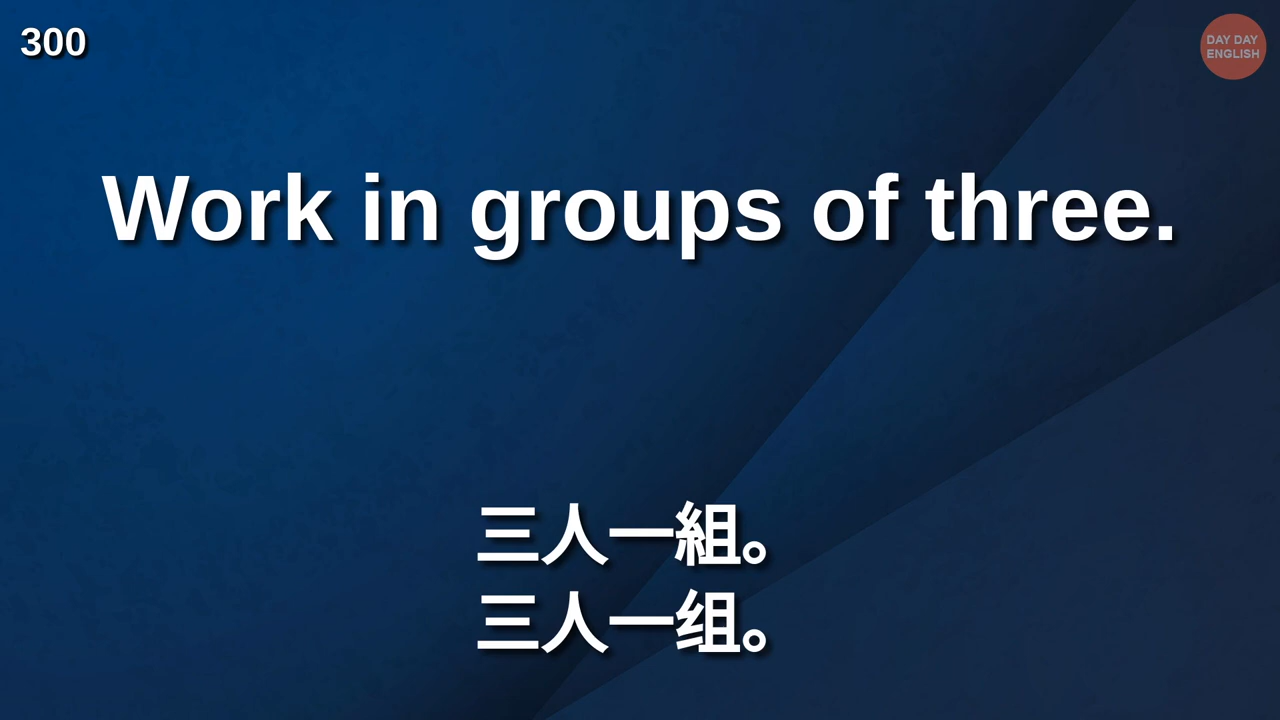 300
DAY DAY
ENGLISH
Work in groups of three.
三人一組。
三人一组。